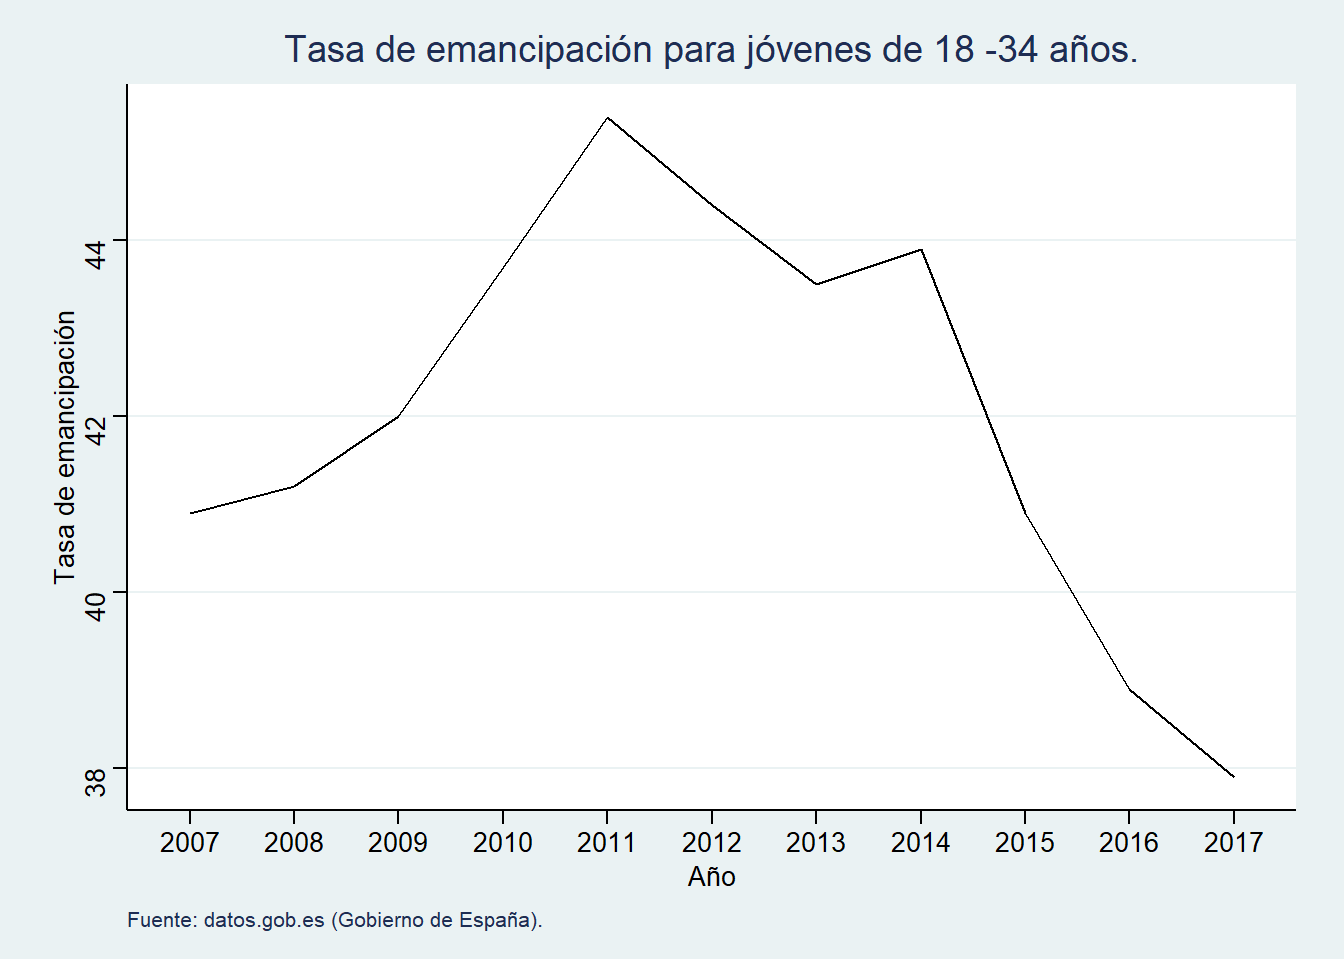 Tasa de emancipación para jóvenes de 18 -34 años.
Tasa de emancipación
44
42
40
38
2007 2008 2009 2010 2011 2012 2013 2014 2015 2016 2017
Año
Fuente: datos.gob.es (Gobierno de España).